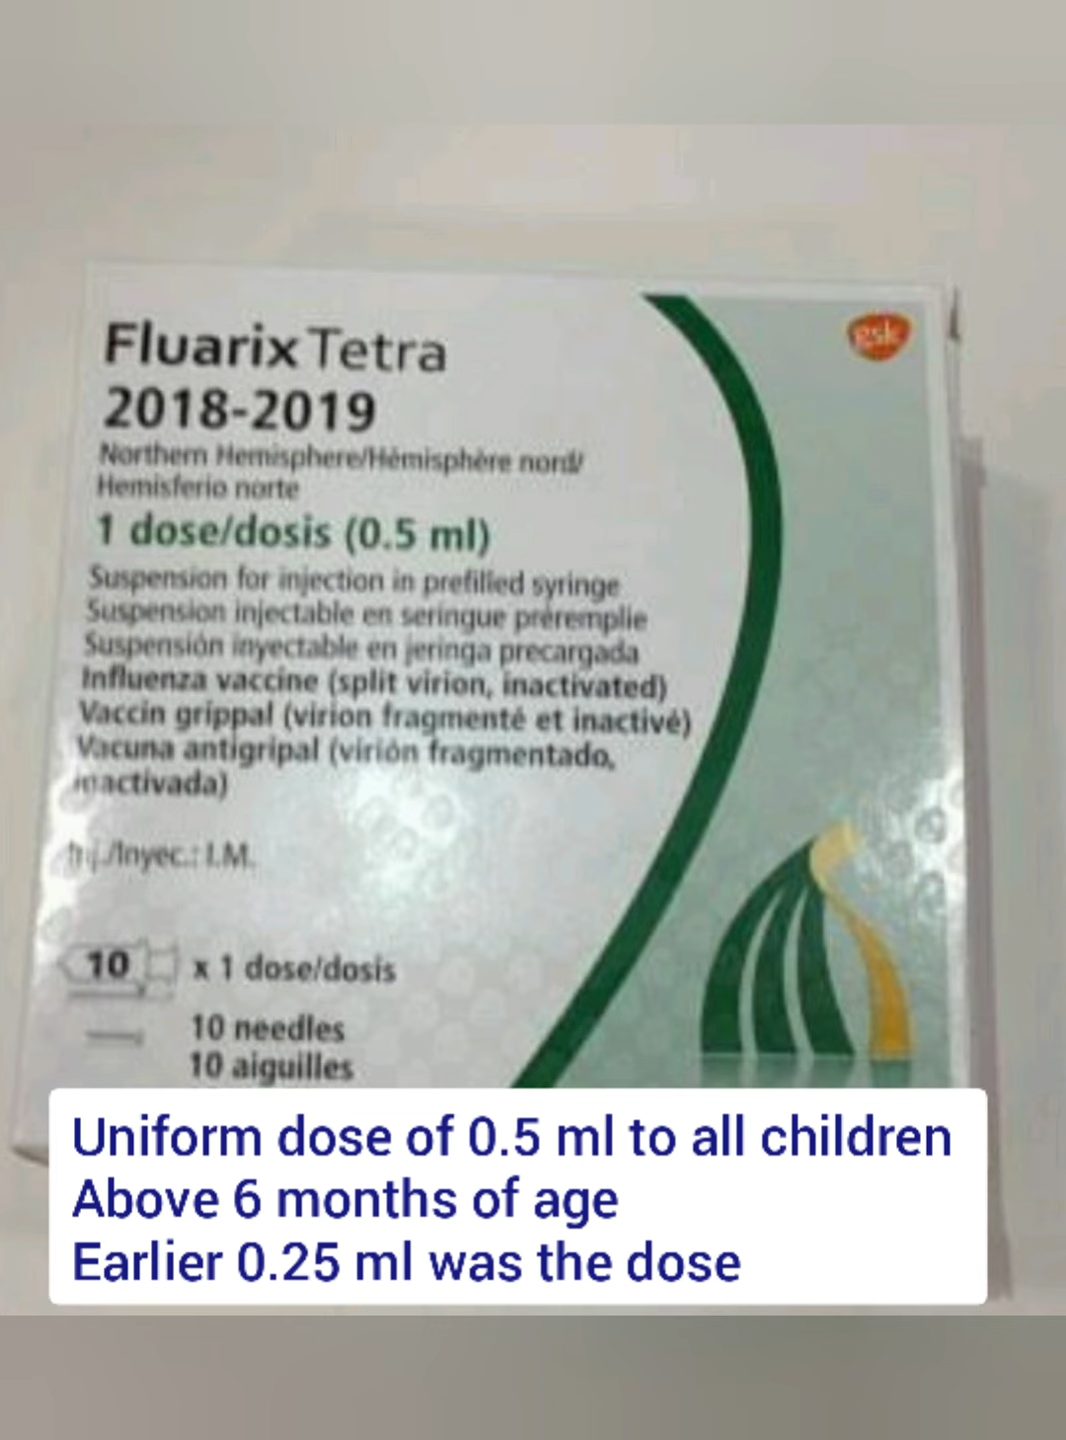 Fluarix Tetra
gsk
2018-2019
Northern Hemisphere/Hémisphère nord/
Hemisferio norte
1 dose/dosis (0.5 ml)
Suspension for injection in prefilled syringe
Suspension injectable en seringue préremplie
Suspensión inyectable en jeringa precargada
Influenza vaccine (split virion, inactivated)
Vaccin grippal (virion fragmenté et inactivé)
Vacuna antigripal (virión fragmentado,
inactivada)
Inj./Inyec.: I.M.
10 x 1 dose/dosis
10 needles
10 aiguilles
Uniform dose of 0.5 ml to all children
Above 6 months of age
Earlier 0.25 ml was the dose